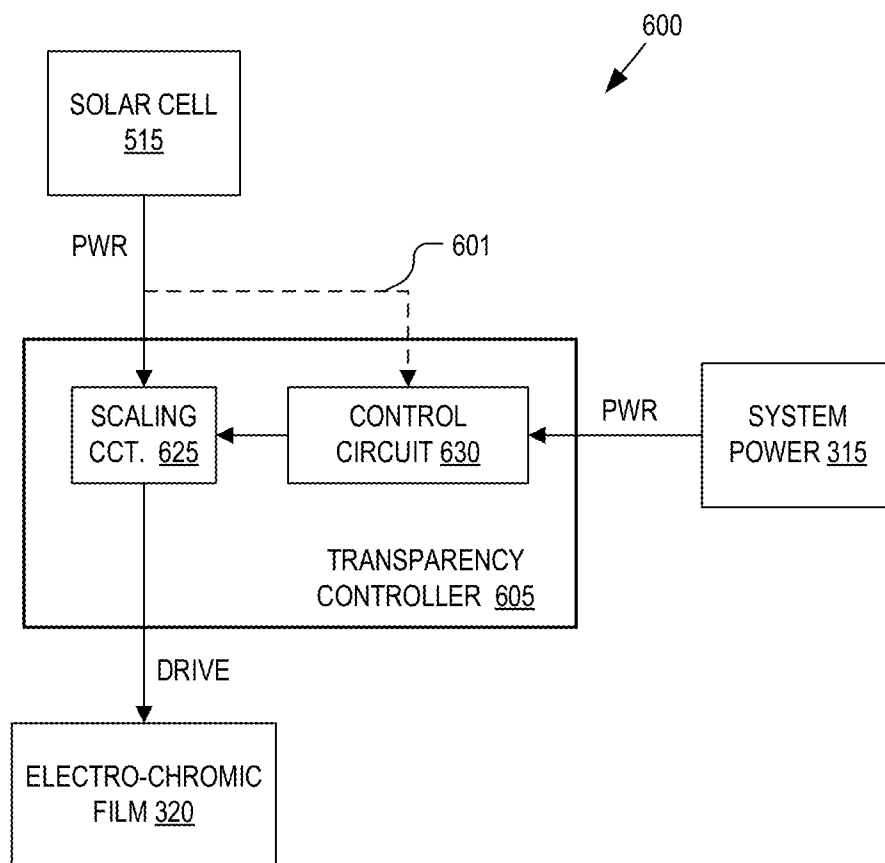 600
SOLAR CELL
515
PWR
601
SCALING
CCT. 625
CONTROL
CIRCUIT 630
PWR
SYSTEM
POWER 315
TRANSPARENCY
CONTROLLER 605
DRIVE
ELECTRO-CHROMIC
FILM 320